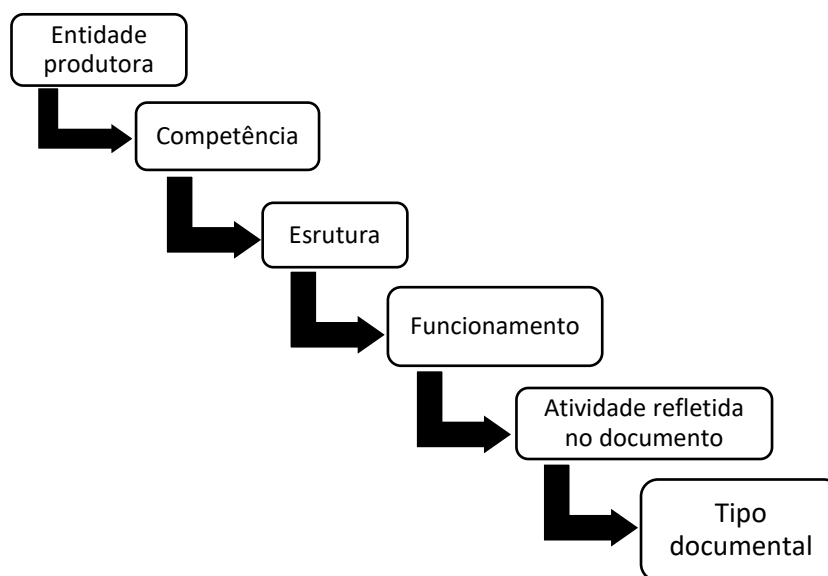 Entidade
produtora
Competência
Esrutura
Funcionamento
Atividade refletida
no documento
Tipo
documental